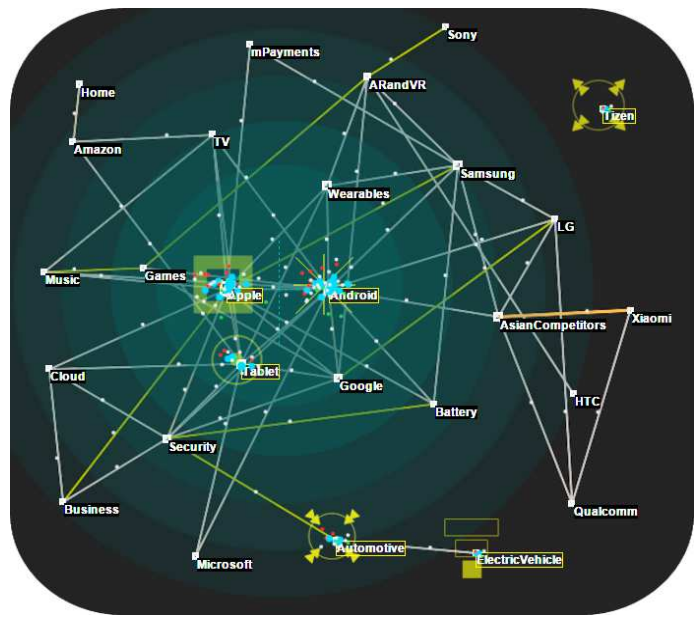 Sony
mPayments
ARandVR
Home
Tizen
TV
Amazon
Samsung
Wearables
LG
Music
Games
Apple
Android
AsianCompetitors
Xiaomi
Cloud
Tablet
Google
HTC
Battery
Security
Business
Qualcomm
Automotive
ElectricVehicle
Microsoft